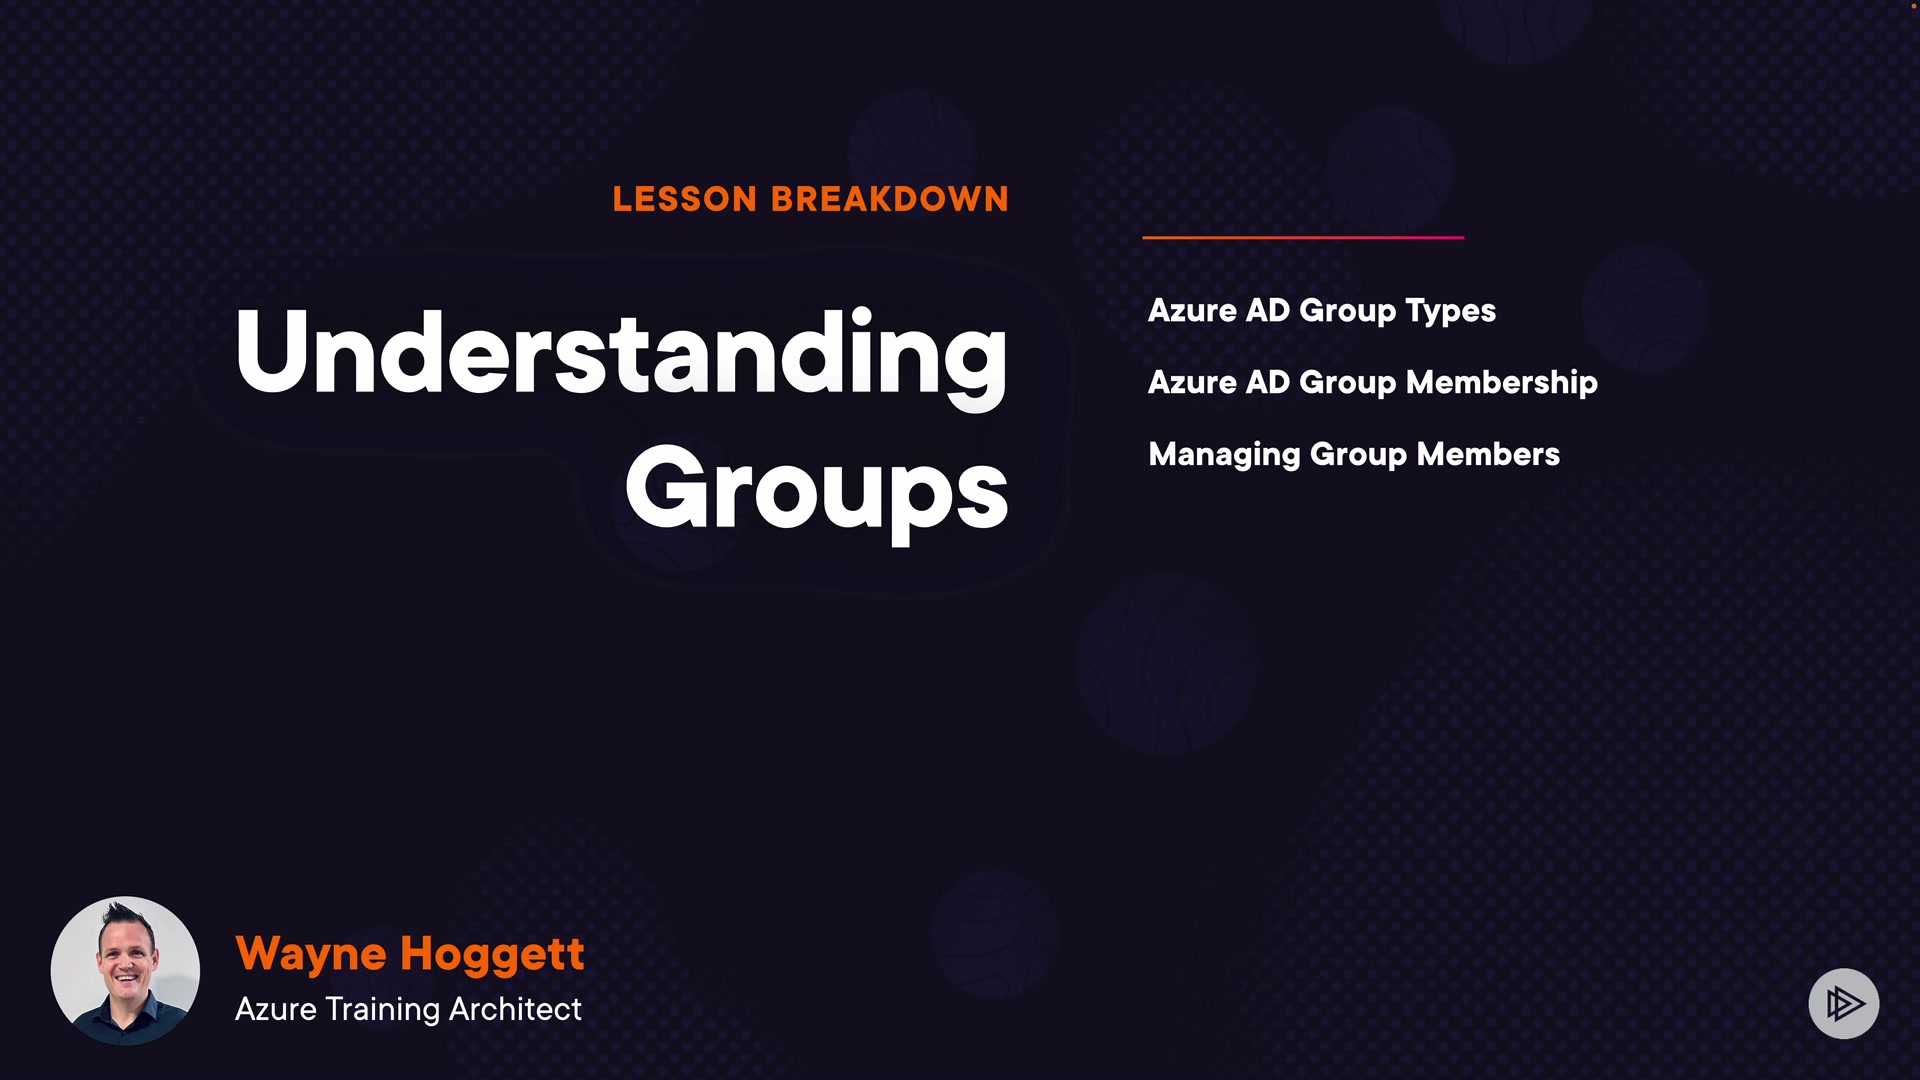 LESSON BREAKDOWN
Understanding
Groups
Azure AD Group Types
Azure AD Group Membership
Managing Group Members
Wayne Hoggett
Azure Training Architect